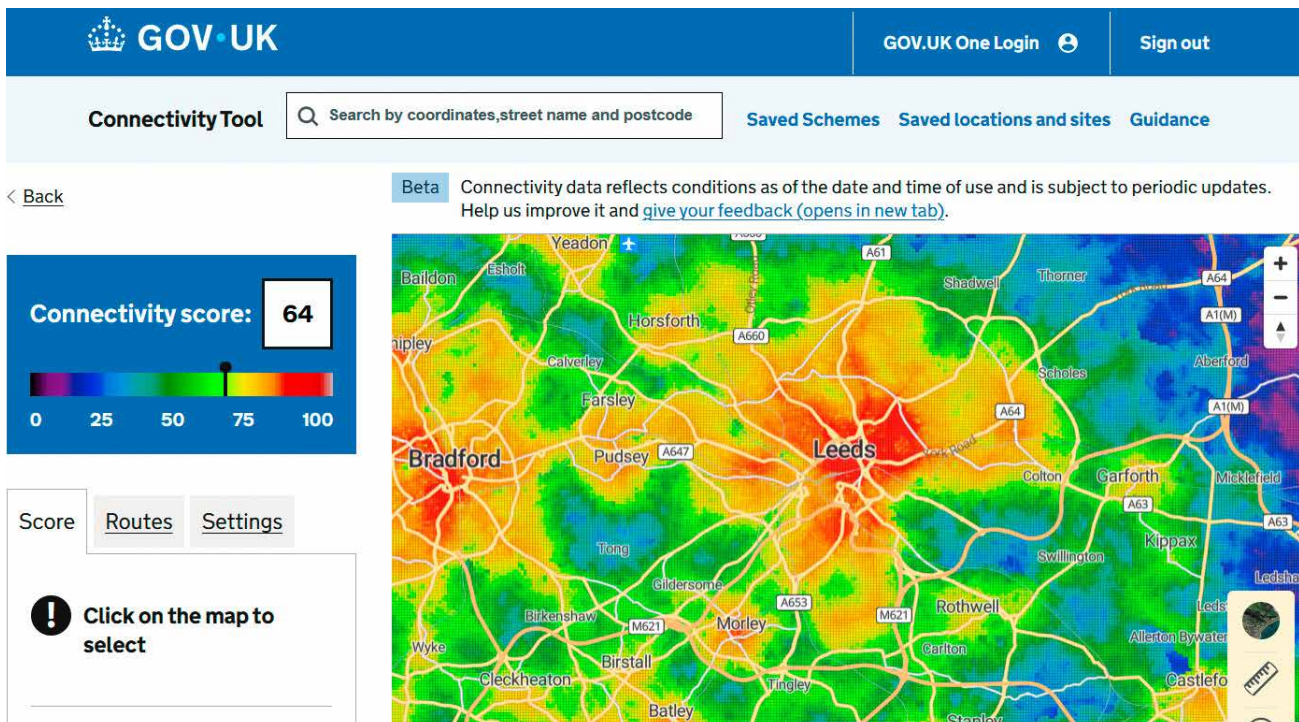 GOV·UK
GOV.UK One Login
Sign out
Connectivity Tool
Search by coordinates,street name and postcode
Saved Schemes
Saved locations and sites
Guidance
Back
Beta
Connectivity data reflects conditions as of the date and time of use and is subject to periodic updates.
Help us improve it and give your feedback (opens in new tab).
Connectivity score:
64
0 25 50 75 100
Score
Routes
Settings
Click on the map to
select
Yeadon
A61
Baildon
Esholt
Shadwell
Thorner
A64
Horsforth
A1(M)
A660
Calverley
Aberford
Scholes
Farsley
A64
A1(M)
Leeds
Bradford
Pudsey
A647
York Road
Colton
Garforth
Micklefield
A63
A63
Kippax
Tong
Swillington
Gildersome
A653
Rothwell
Birkenshaw
M621
Morley
M621
Allerton Bywater
Wyke
Carlton
Birstall
Cleckheaton
Tingley
Batley